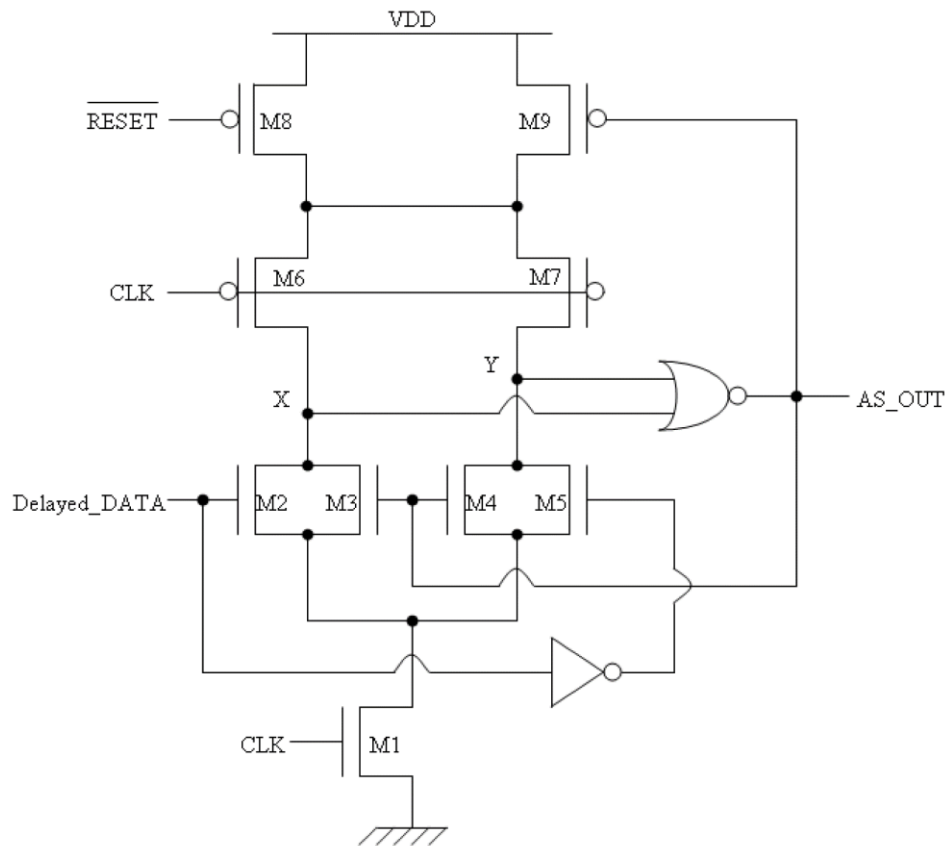 VDD
RESET
M8
M9
CLK
M6
M7
Y
X
AS_OUT
Delayed_DATA
M2
M3
M4
M5
CLK
M1